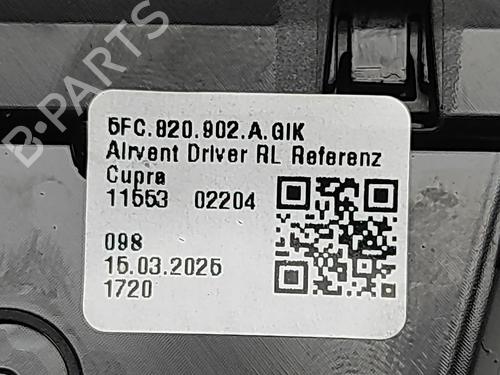 B-PARTS
5FC.820.902.A.GIK
Airvent Driver RL Referenz
Cupra
11553 02204
098
15.03.2025
1720